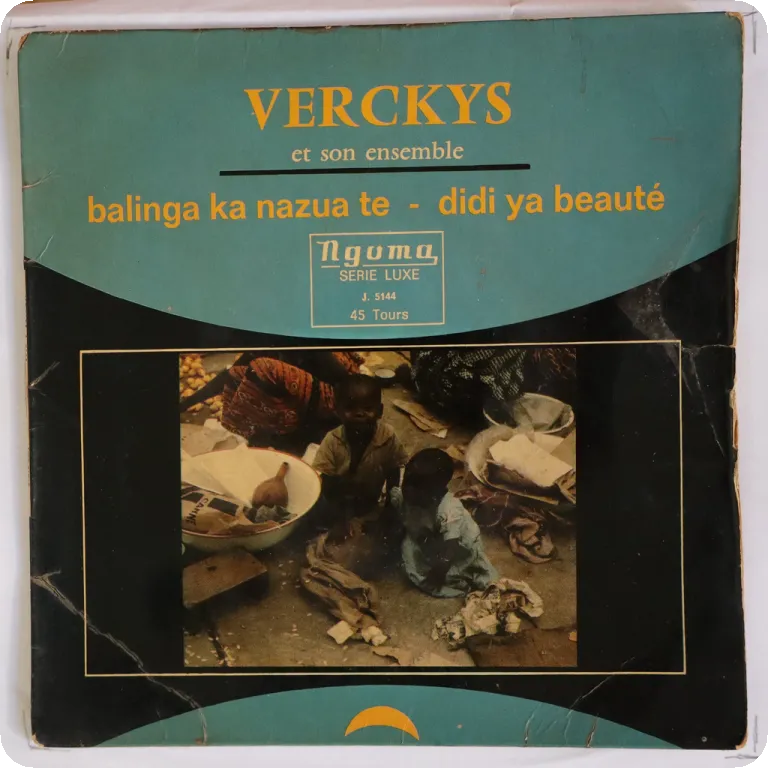 VERCKYS
et son ensemble
balinga ka nazua te - didi ya beauté
Ngoma
SERIE LUXE
J. 5144
45 Tours